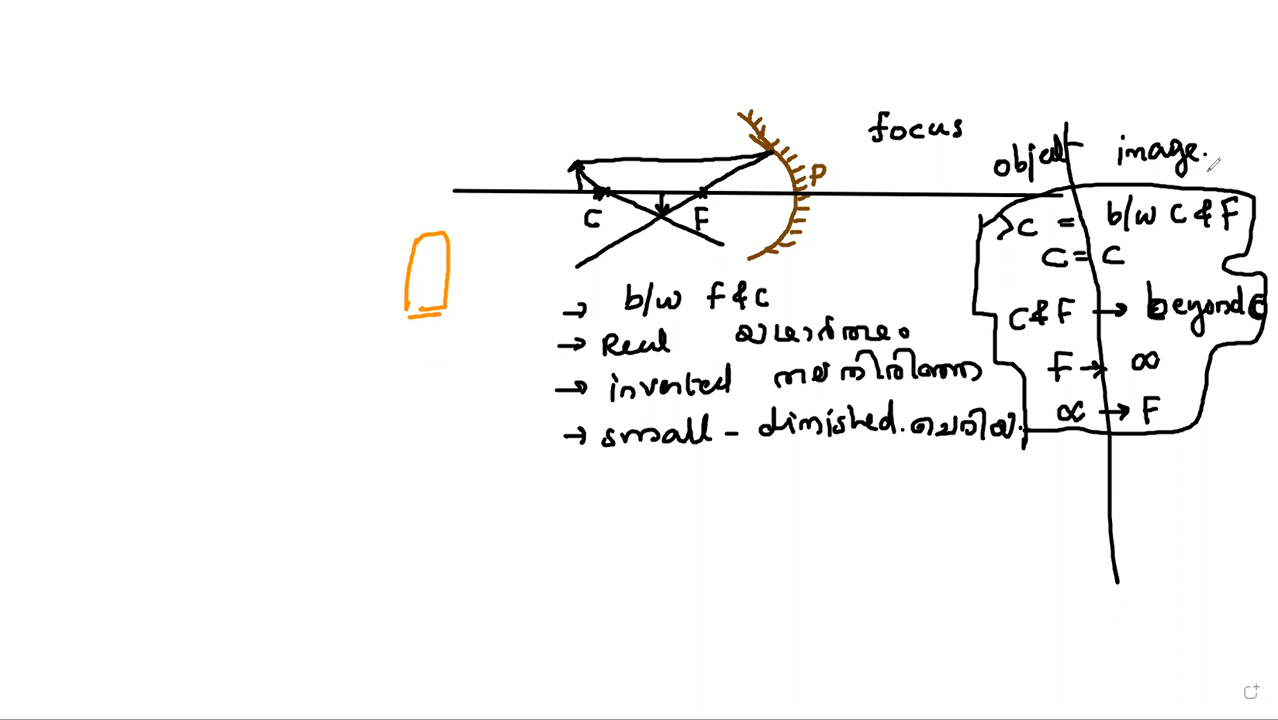 focus
object image.
P
C F
> C = b/w C & F
C = C
C & F → beyond C
F → ∞
∝ → F
→ b/w f & c
→ Real യഥാർത്ഥം
→ inverted തലതിരിഞ്ഞ
→ small - diminished. ചെറിയ.